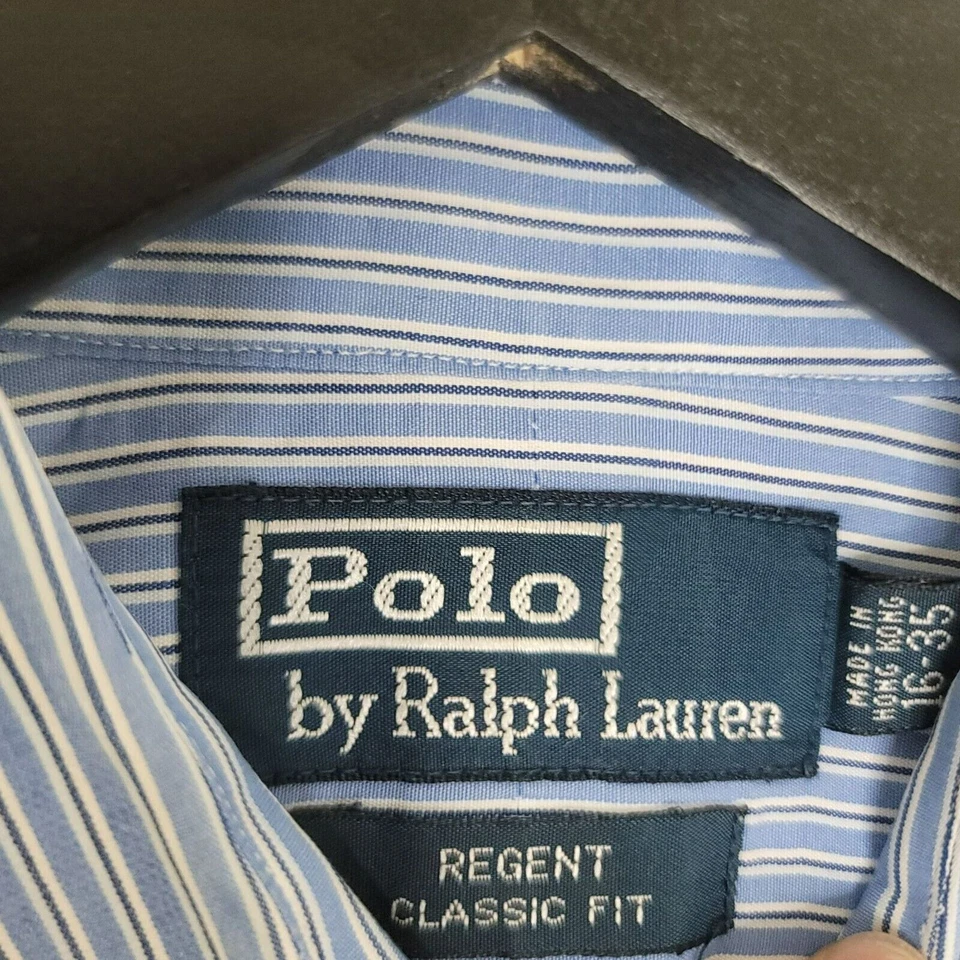 Polo
by Ralph Lauren
MADE IN
HONG KONG
16-35
REGENT
CLASSIC FIT